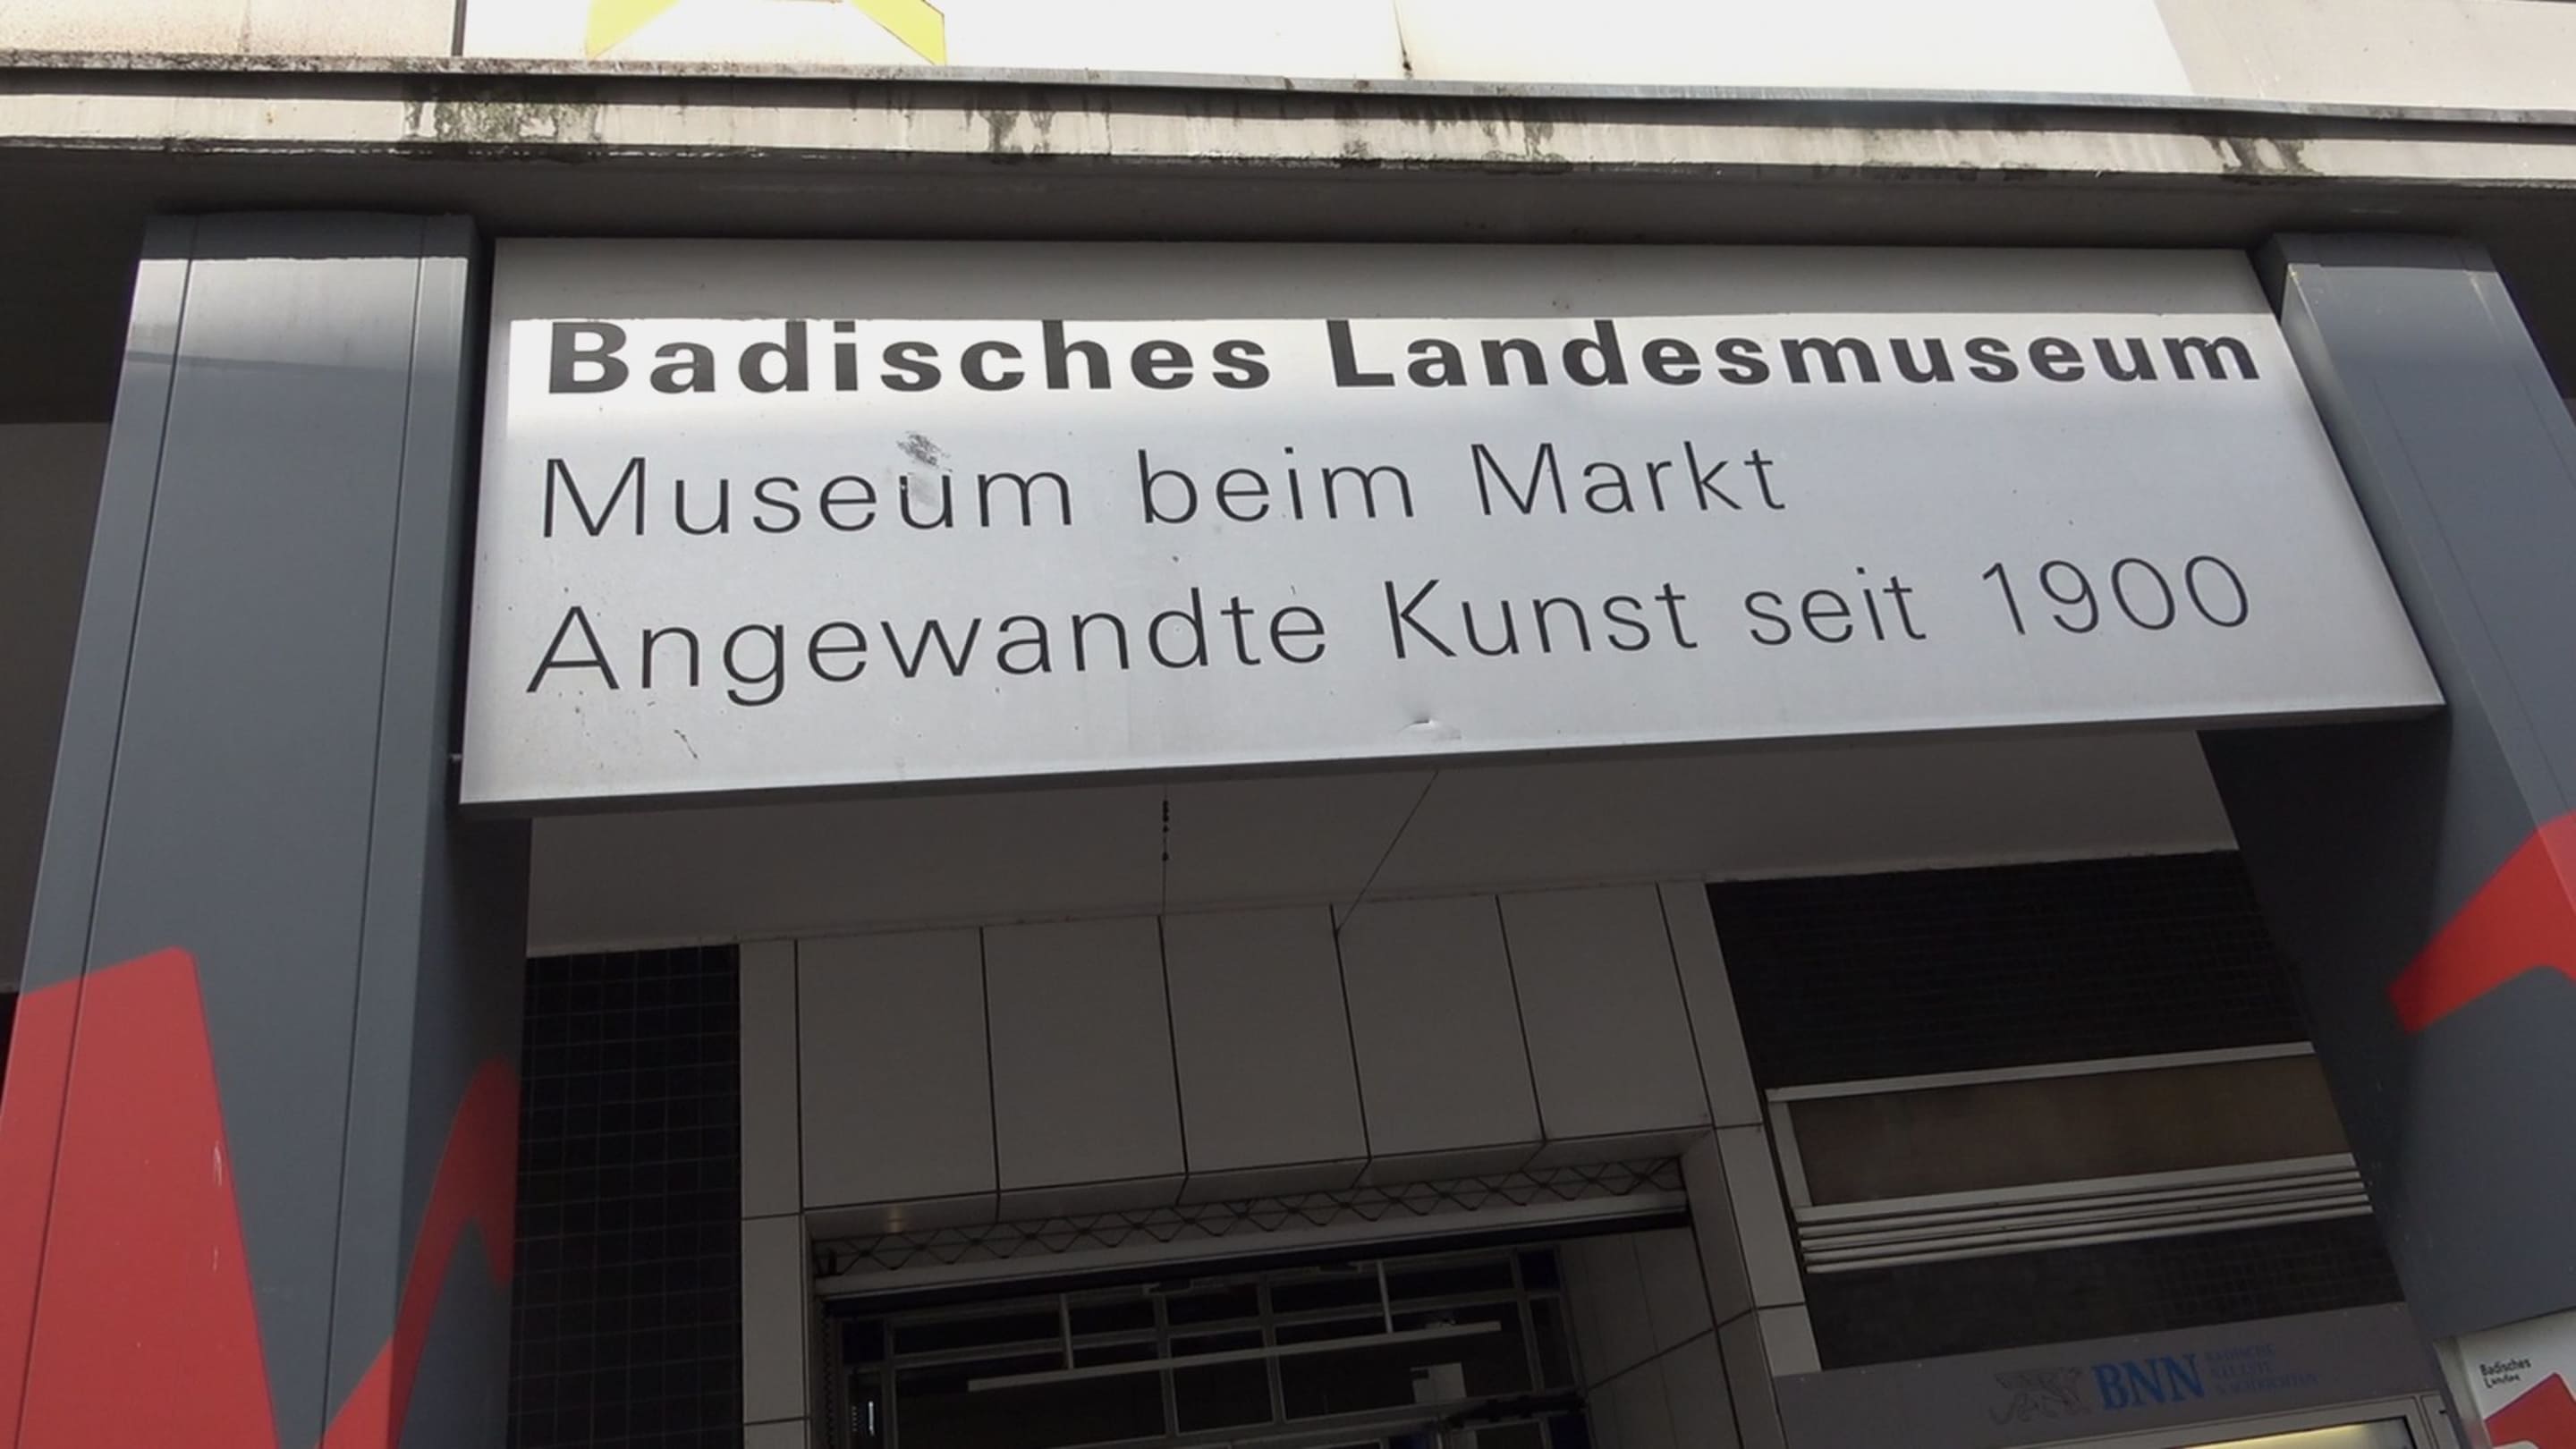 Badisches Landesmuseum
Museum beim Markt
Angewandte Kunst seit 1900
BNN
Badisches